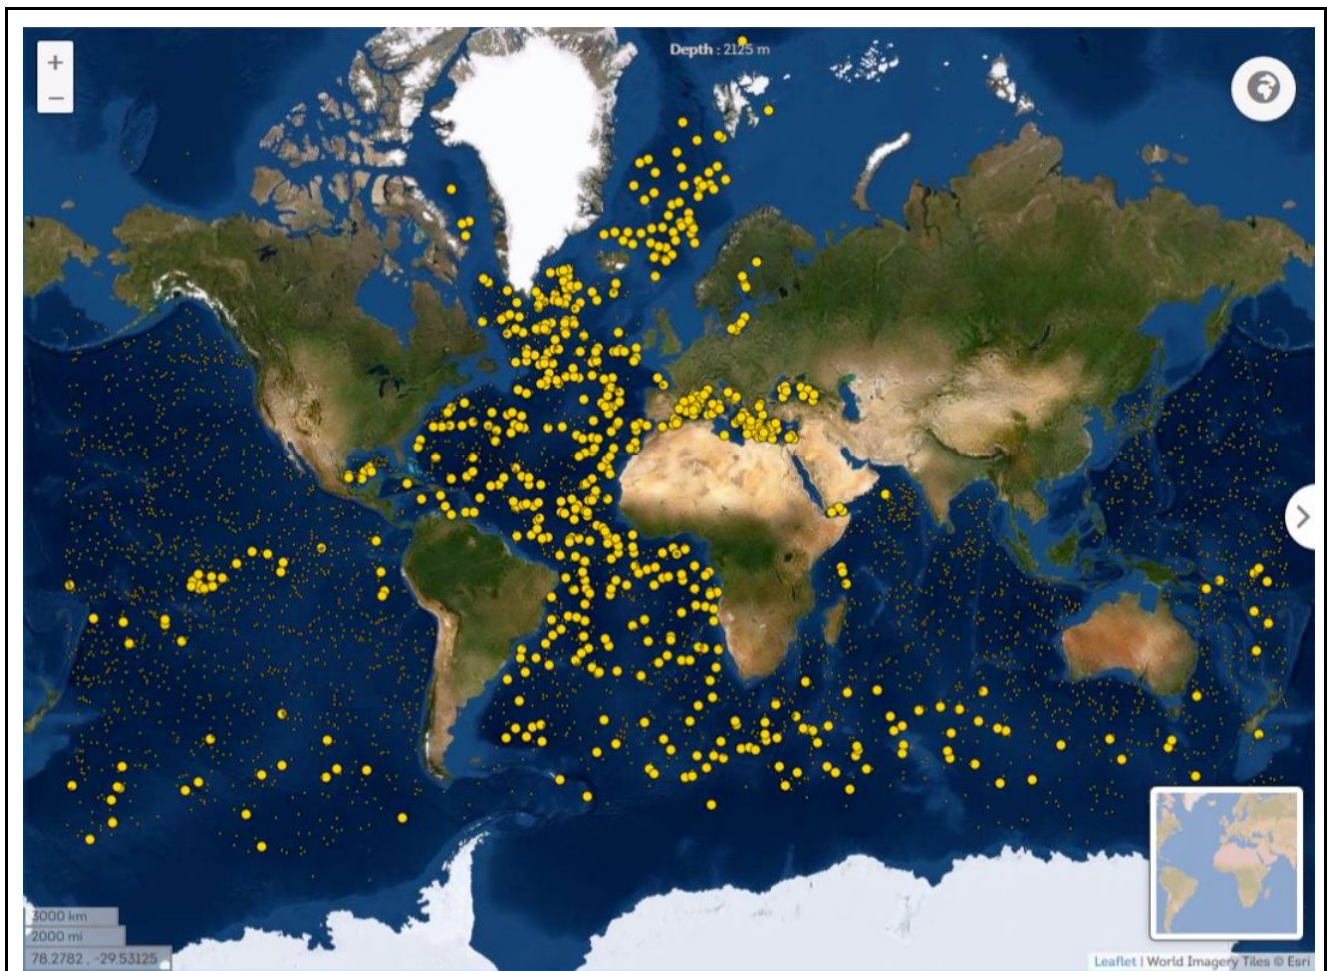 +
Depth : 2125 m
−
3000 km
2000 mi
78.2782 , -29.53125
Leaflet | World Imagery Tiles © Esri